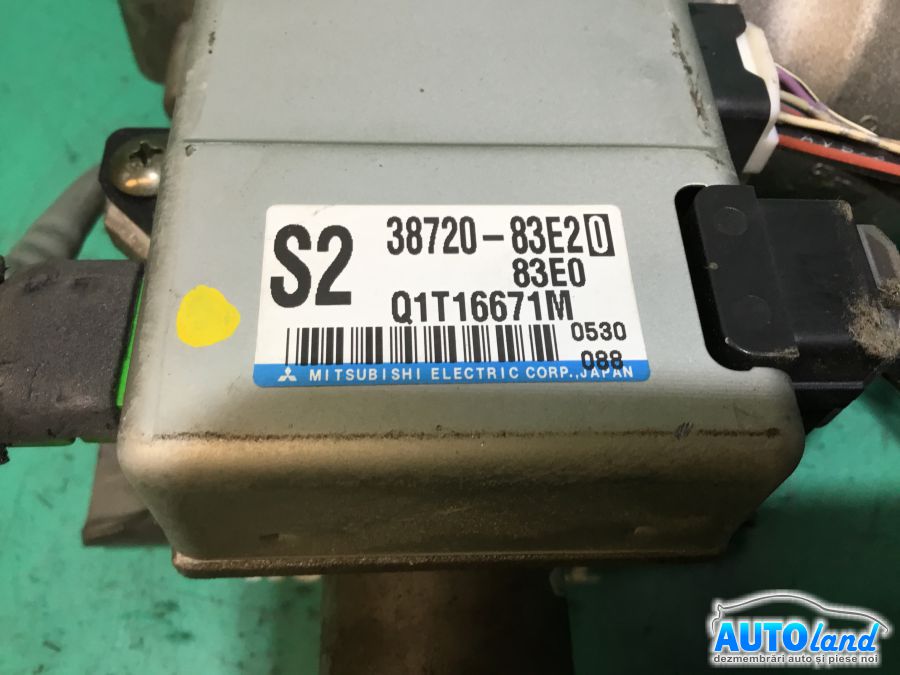 S2
38720-83E20
83E0
Q1T16671M
0530
088
MITSUBISHI ELECTRIC CORP.,JAPAN
AUTOland
dezmembrări auto și piese noi